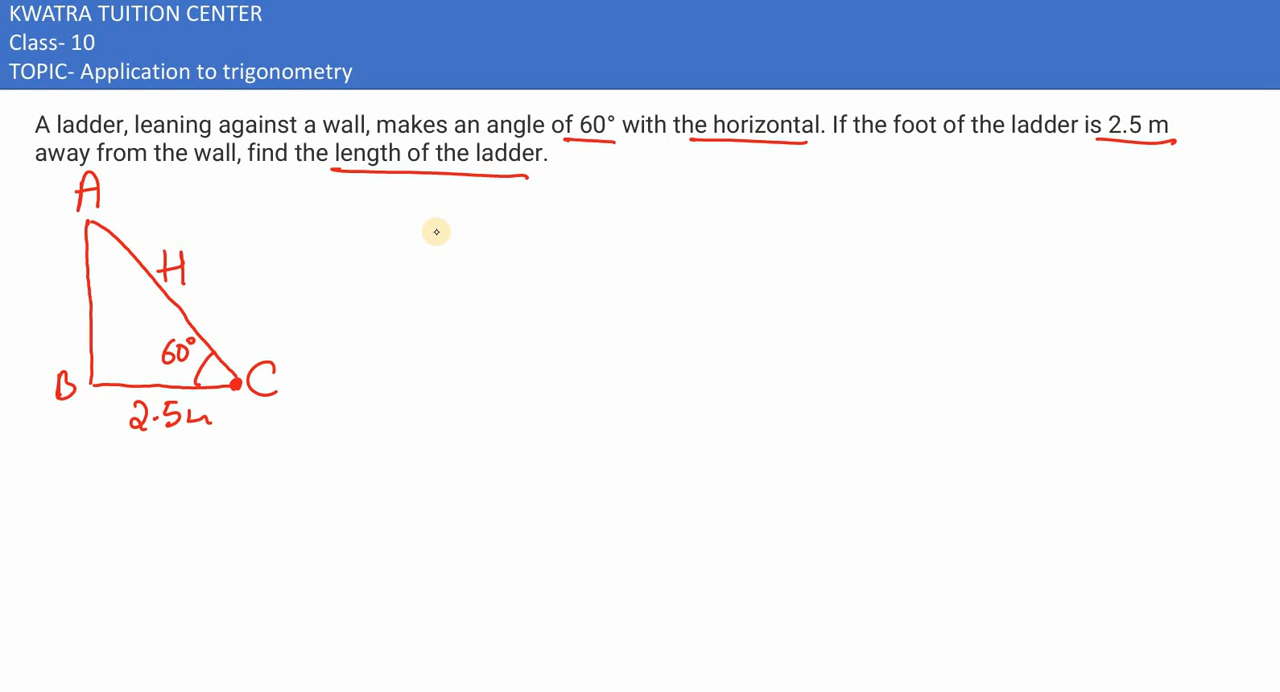 KWATRA TUITION CENTER
Class- 10
TOPIC- Application to trigonometry
A ladder, leaning against a wall, makes an angle of 60° with the horizontal. If the foot of the ladder is 2.5 m
away from the wall, find the length of the ladder.
A
H
60°
B
C
2.5m